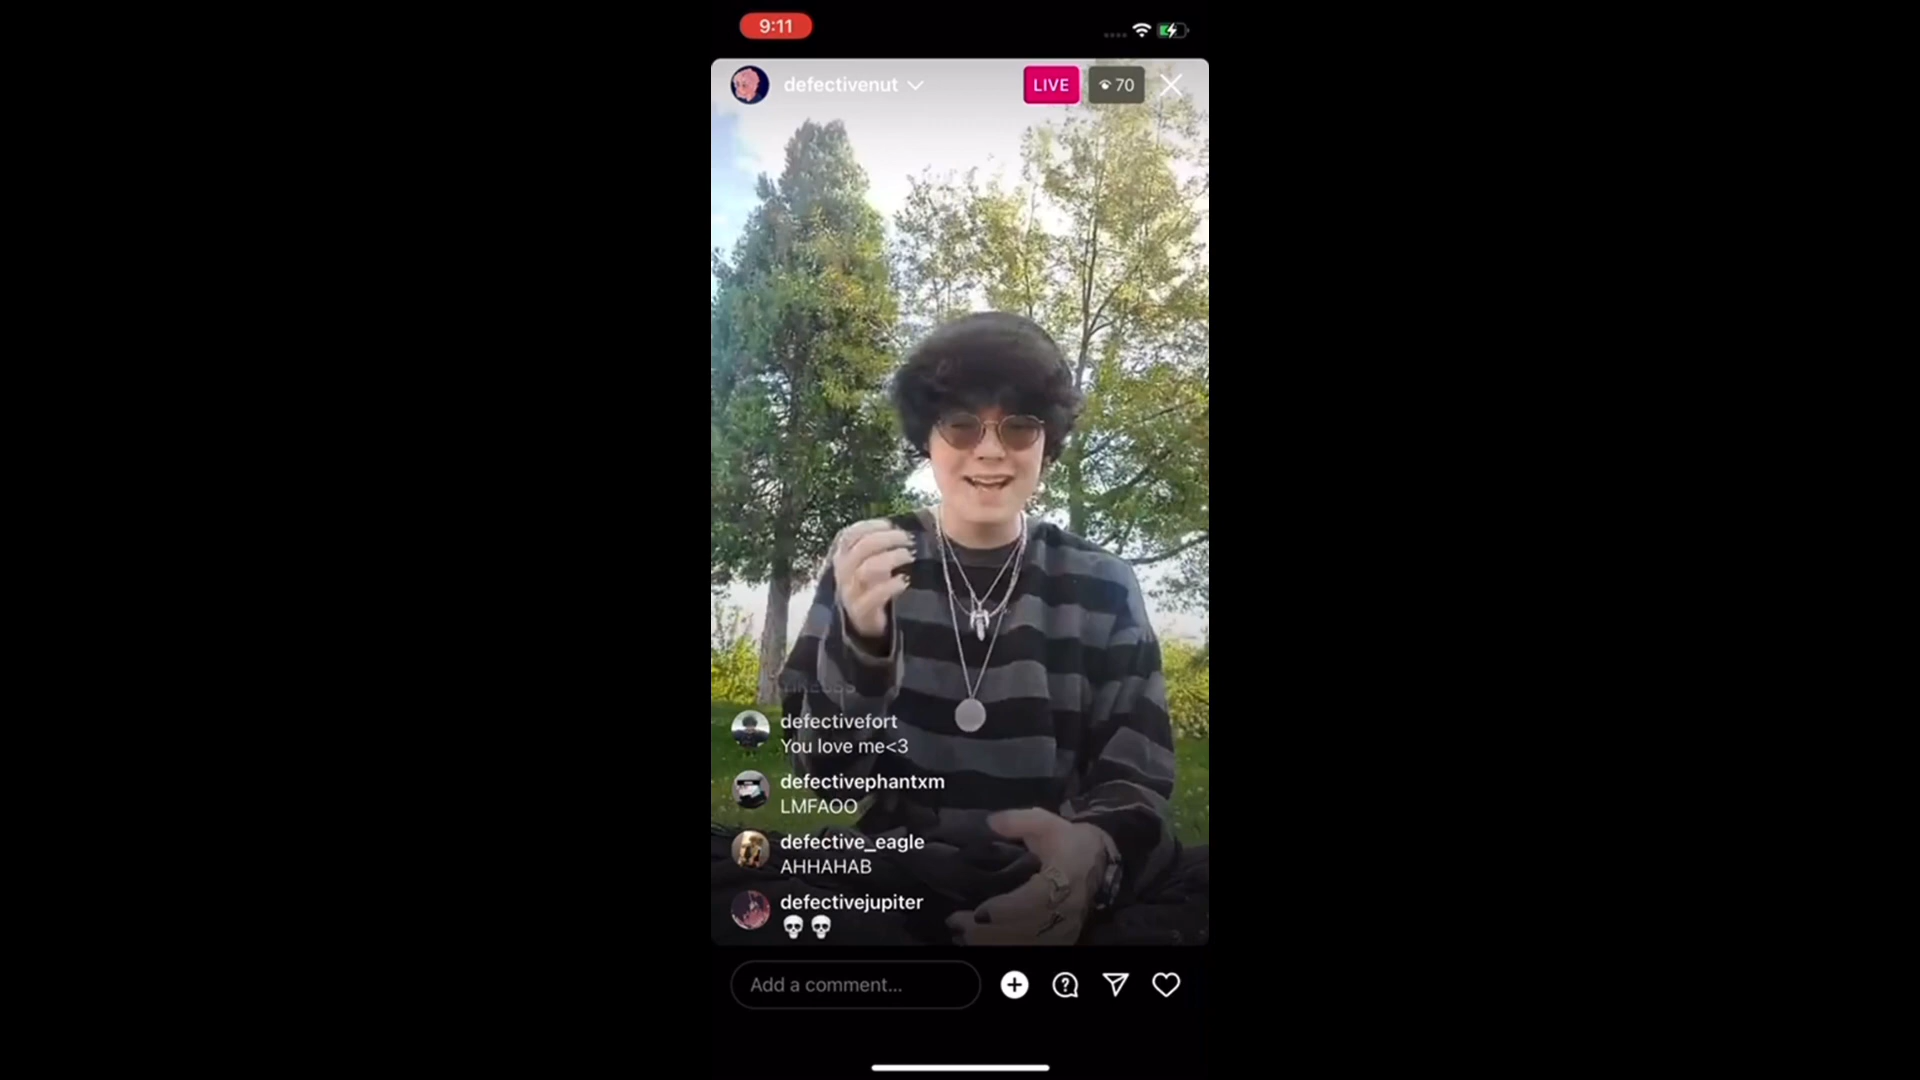 9:11
defectivenut
LIVE
70
defectivefort
You love me<3
defectivephantxm
LMFAOO
defective_eagle
AHHAHAB
defectivejupiter
💀💀
Add a comment...